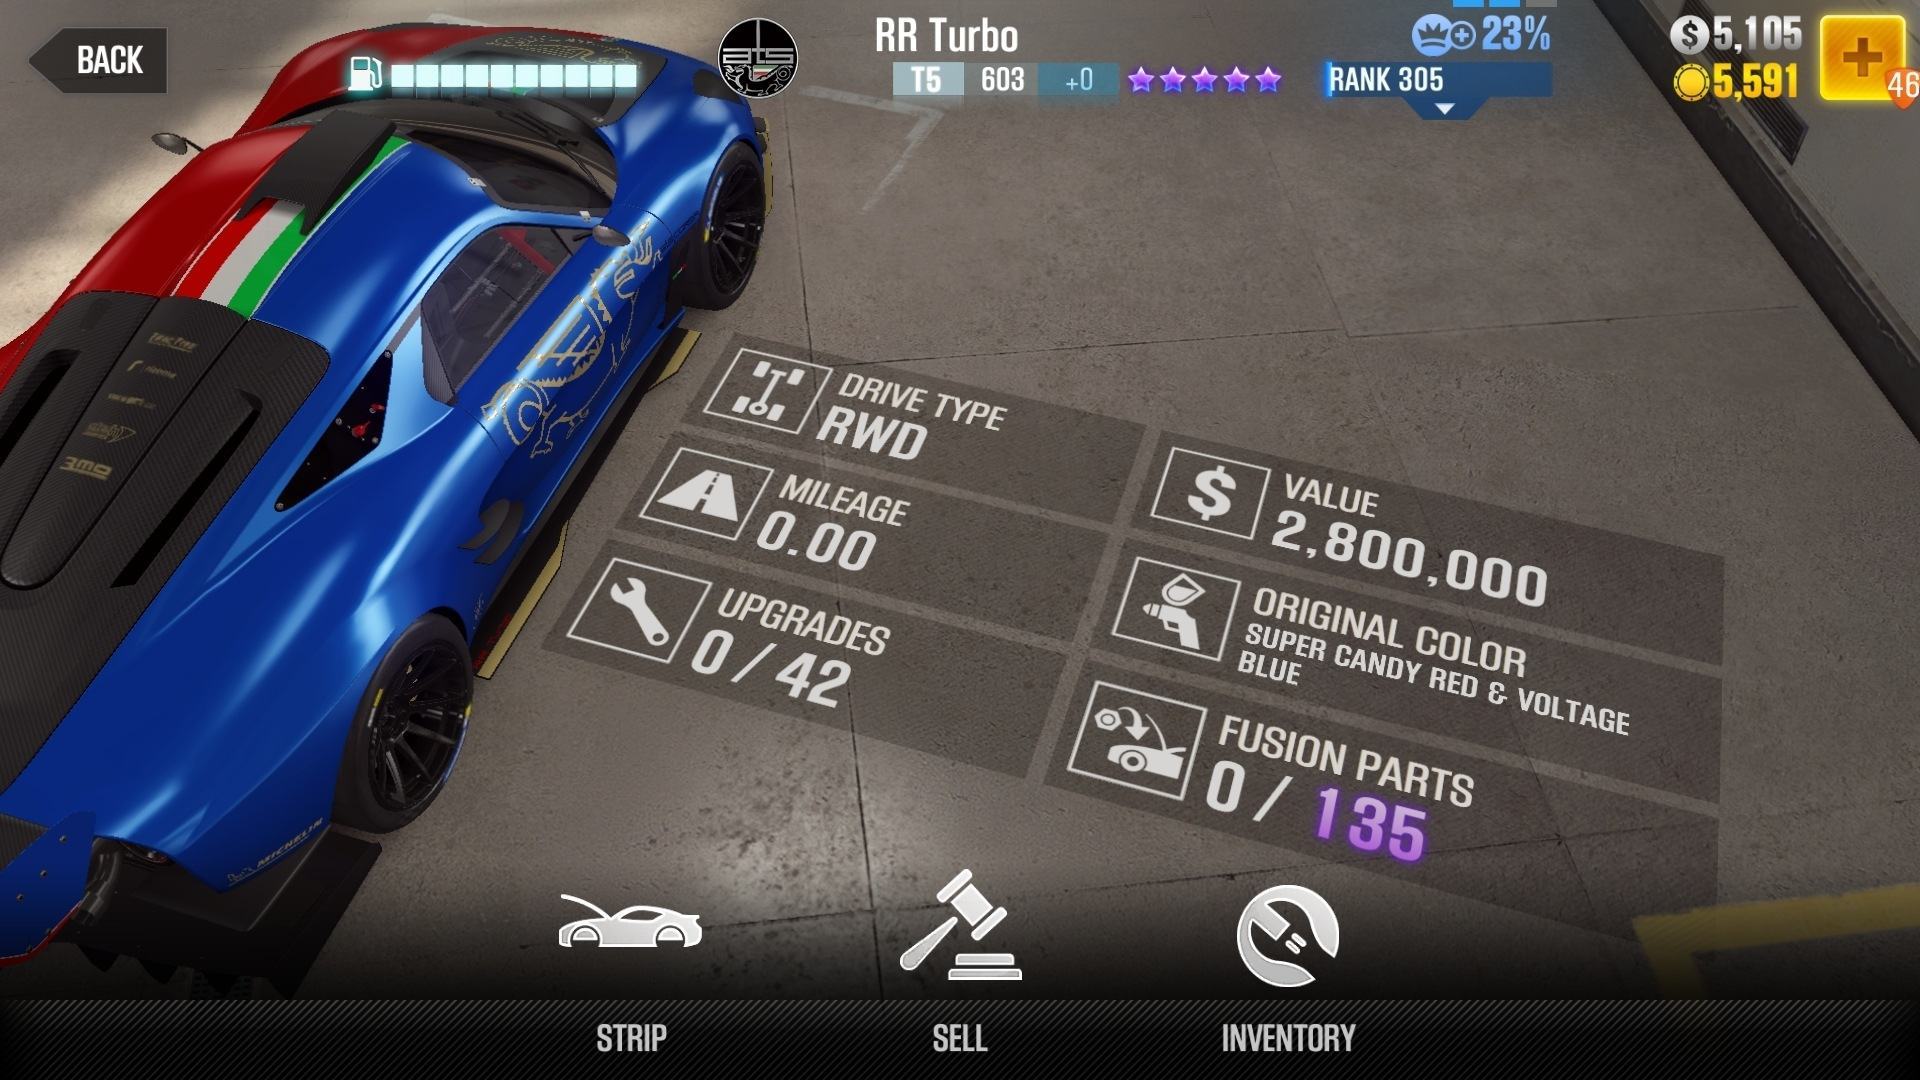 BACK
ats
RR Turbo
T5 603 +0
23%
RANK 305
5,105
5,591
46
DRIVE TYPE
RWD
MILEAGE
0.00
UPGRADES
0/42
VALUE
2,800,000
ORIGINAL COLOR
SUPER CANDY RED & VOLTAGE
BLUE
FUSION PARTS
0/ 135
MICHELIN
STRIP
SELL
INVENTORY